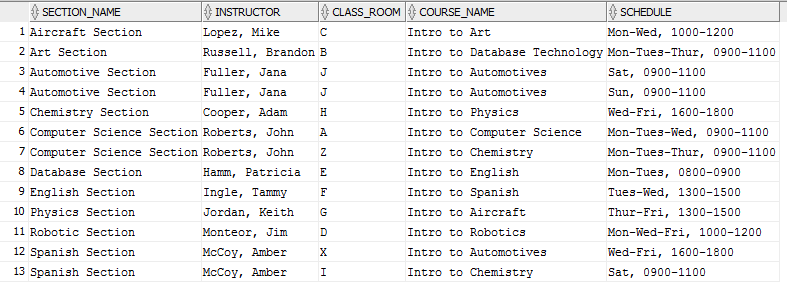 SECTION_NAME INSTRUCTOR CLASS_ROOM COURSE_NAME SCHEDULE
1 Aircraft Section Lopez, Mike C Intro to Art Mon-Wed, 1000-1200
2 Art Section Russell, Brandon B Intro to Database Technology Mon-Tues-Thur, 0900-1100
3 Automotive Section Fuller, Jana J Intro to Automotives Sat, 0900-1100
4 Automotive Section Fuller, Jana J Intro to Automotives Sun, 0900-1100
5 Chemistry Section Cooper, Adam H Intro to Physics Wed-Fri, 1600-1800
6 Computer Science Section Roberts, John A Intro to Computer Science Mon-Tues-Wed, 0900-1100
7 Computer Science Section Roberts, John Z Intro to Chemistry Mon-Tues-Thur, 0900-1100
8 Database Section Hamm, Patricia E Intro to English Mon-Tues, 0800-0900
9 English Section Ingle, Tammy F Intro to Spanish Tues-Wed, 1300-1500
10 Physics Section Jordan, Keith G Intro to Aircraft Thur-Fri, 1300-1500
11 Robotic Section Monteor, Jim D Intro to Robotics Mon-Wed-Fri, 1000-1200
12 Spanish Section McCoy, Amber X Intro to Automotives Wed-Fri, 1600-1800
13 Spanish Section McCoy, Amber I Intro to Chemistry Sat, 0900-1100